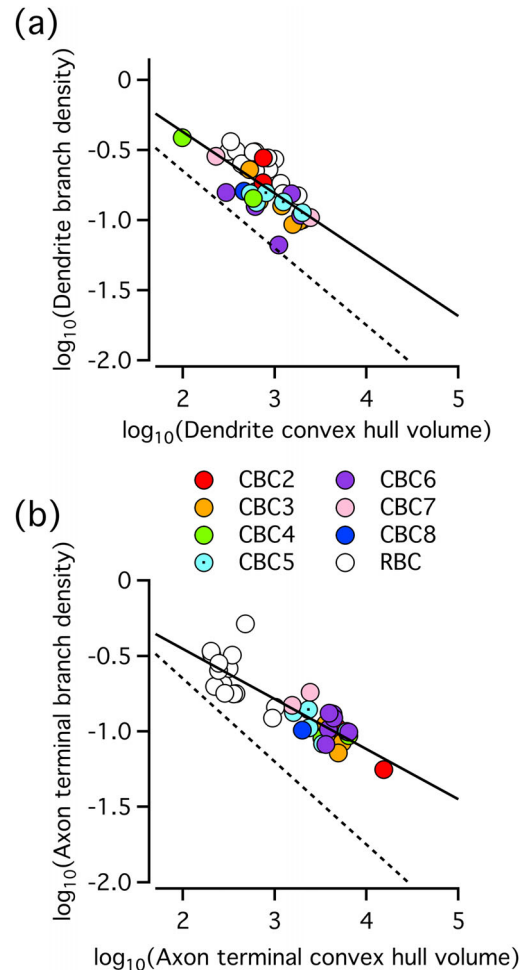 (a)
log10(Dendrite branch density)
0
-0.5
-1.0
-1.5
-2.0
2 3 4 5
log10(Dendrite convex hull volume)
CBC2 CBC6
CBC3 CBC7
CBC4 CBC8
CBC5 RBC
(b)
log10(Axon terminal branch density)
0
-0.5
-1.0
-1.5
-2.0
2 3 4 5
log10(Axon terminal convex hull volume)